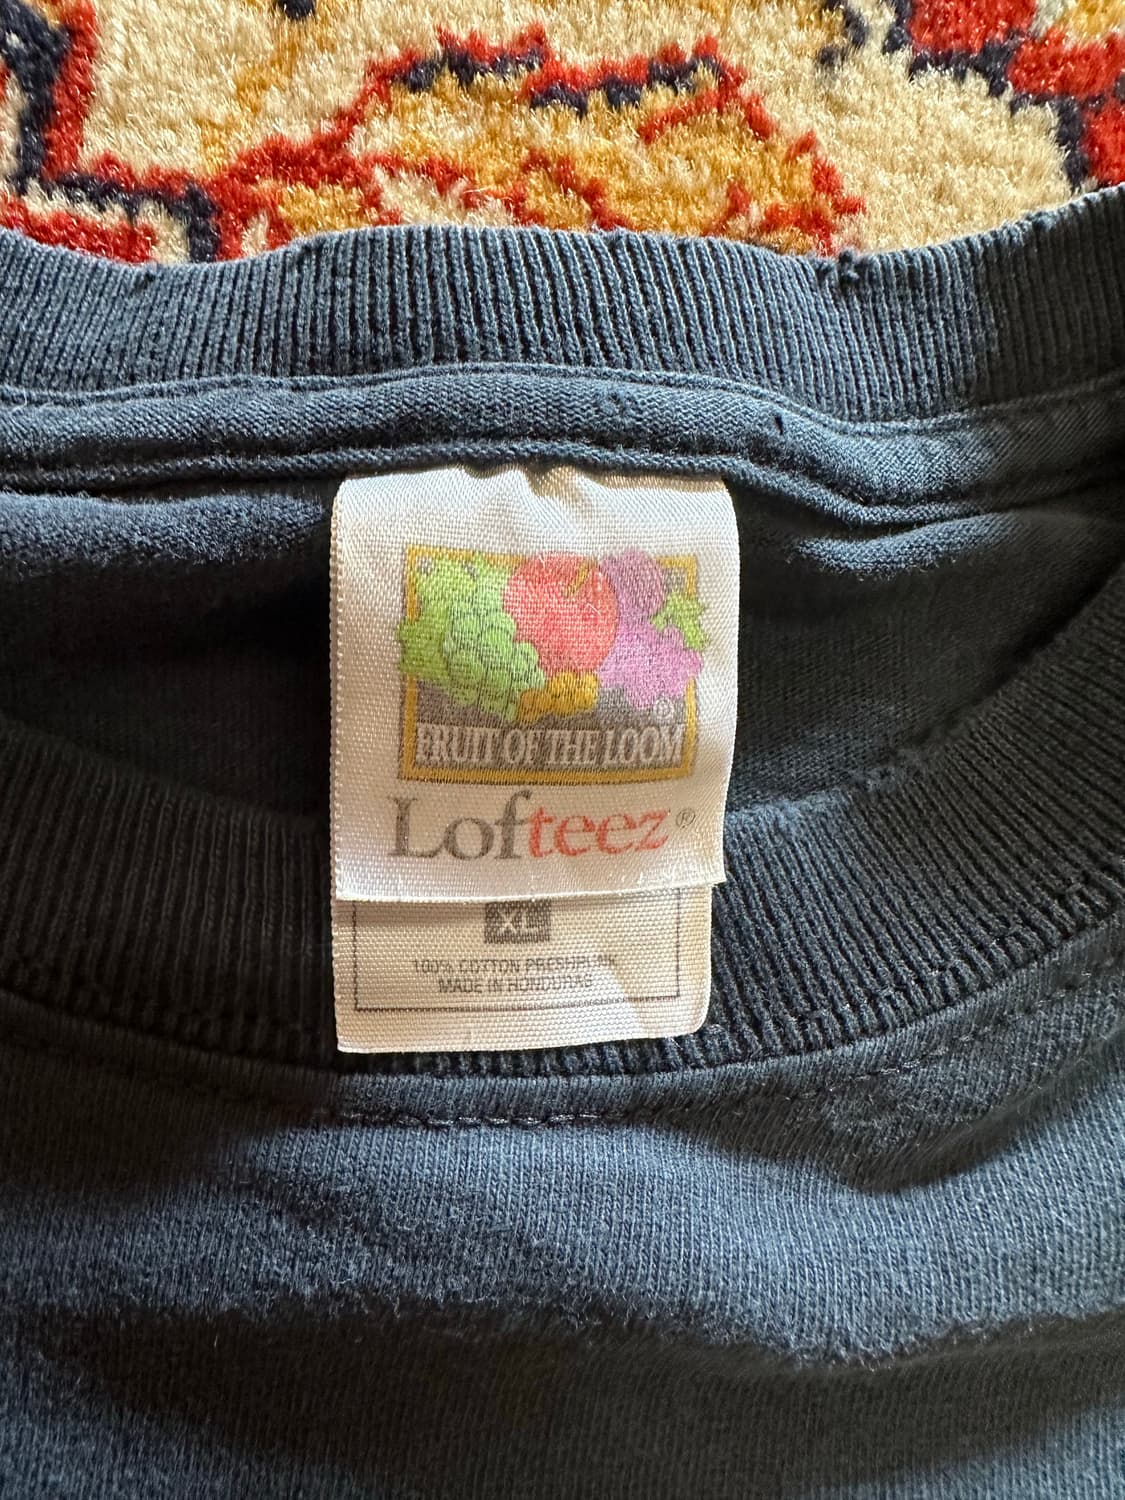 FRUIT OF THE LOOM
®
Lofteez®
XL
100% COTTON PRESHRUNK
MADE IN HONDURAS